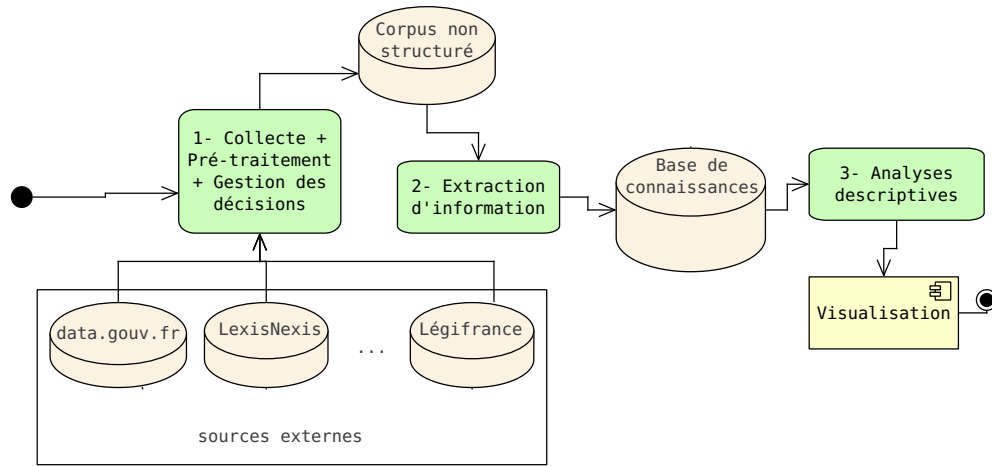 Corpus non
structuré
1- Collecte +
Pré-traitement
+ Gestion des
décisions
2- Extraction
d'information
Base de
connaissances
3- Analyses
descriptives
Visualisation
data.gouv.fr
LexisNexis
...
Légifrance
sources externes